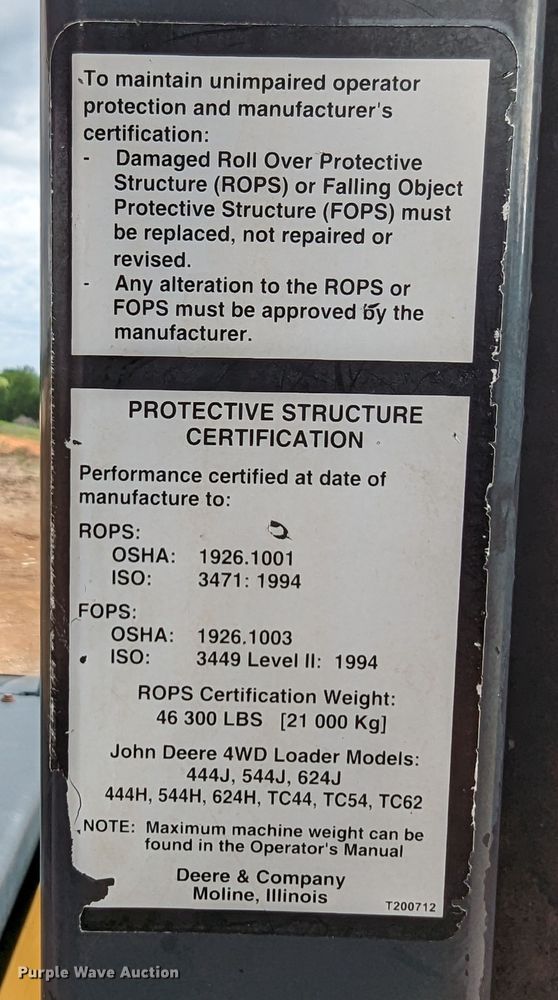 To maintain unimpaired operator
protection and manufacturer's
certification:
- Damaged Roll Over Protective
Structure (ROPS) or Falling Object
Protective Structure (FOPS) must
be replaced, not repaired or
revised.
- Any alteration to the ROPS or
FOPS must be approved by the
manufacturer.
PROTECTIVE STRUCTURE
CERTIFICATION
Performance certified at date of
manufacture to:
ROPS:
OSHA: 1926.1001
ISO: 3471: 1994
FOPS:
OSHA: 1926.1003
ISO: 3449 Level II: 1994
ROPS Certification Weight:
46 300 LBS [21 000 Kg]
John Deere 4WD Loader Models:
444J, 544J, 624J
444H, 544H, 624H, TC44, TC54, TC62
NOTE: Maximum machine weight can be
found in the Operator's Manual
Deere & Company
Moline, Illinois
T200712
Purple Wave Auction